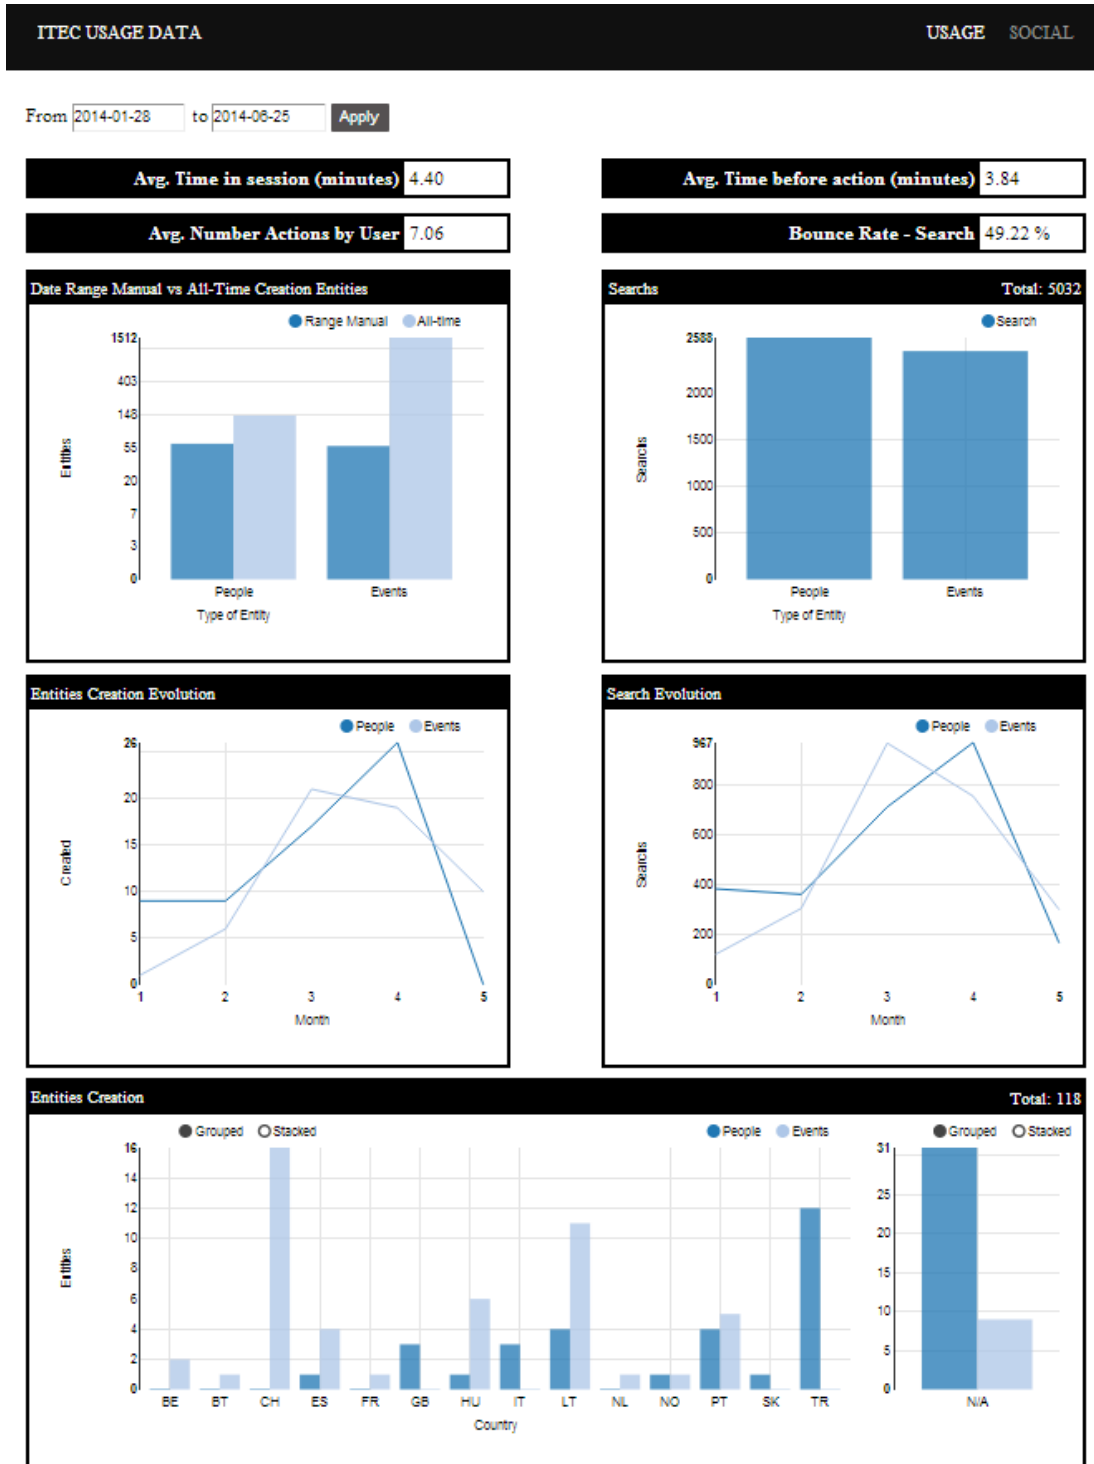 ITEC USAGE DATA USAGE SOCIAL
From 2014-01-28 to 2014-06-25 Apply
Avg. Time in session (minutes) 4.40
Avg. Time before action (minutes) 3.84
Avg. Number Actions by User 7.06
Bounce Rate - Search 49.22 %
Date Range Manual vs All-Time Creation Entities
Range Manual All-time
1512
403
148
55
20
7
3
0
Entities
People Events
Type of Entity
Searchs Total: 5032
Search
2588
2000
1500
1000
500
0
Searchs
People Events
Type of Entity
Entities Creation Evolution
People Events
26
20
15
10
5
0
Created
1 2 3 4 5
Month
Search Evolution
People Events
967
800
600
400
200
0
Searchs
1 2 3 4 5
Month
Entities Creation Total: 118
Grouped Stacked People Events
16
14
12
10
8
6
4
2
0
Entities
BE BT CH ES FR GB HU IT LT NL NO PT SK TR
Country
Grouped Stacked
31
25
20
15
10
5
0
N/A